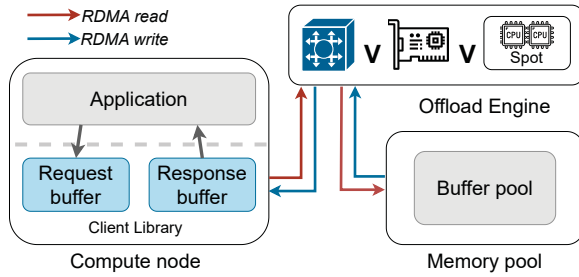 RDMA read
RDMA write
V
V
CPU
CPU
Spot
Offload Engine
Application
Request
buffer
Response
buffer
Client Library
Compute node
Buffer pool
Memory pool